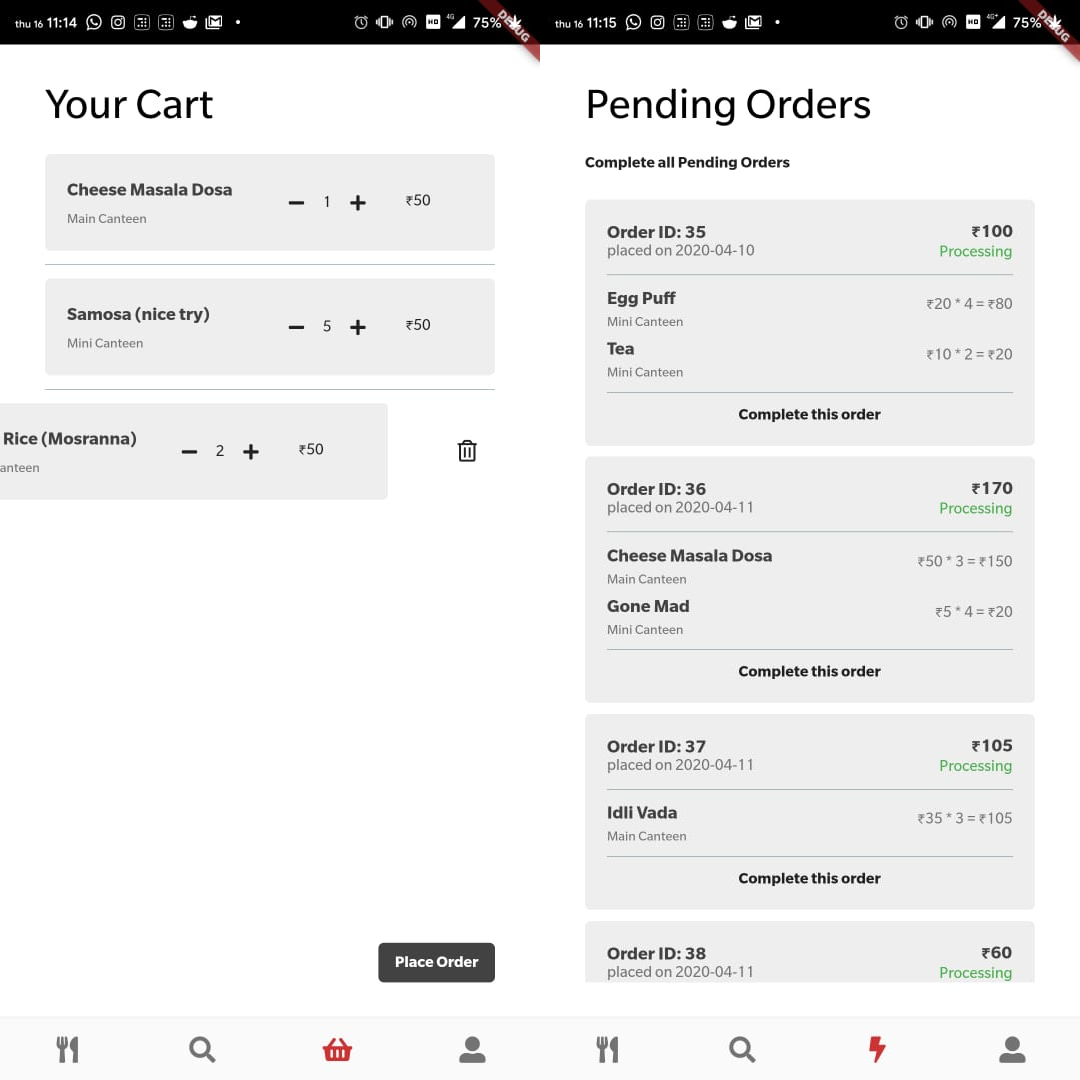 thu 16 11:14
HD
4G
75%
DEBUG
Your Cart
Cheese Masala Dosa
Main Canteen
1
₹50
Samosa (nice try)
Mini Canteen
5
₹50
Rice (Mosranna)
anteen
2
₹50
Place Order
thu 16 11:15
HD
4G+
75%
DEBUG
Pending Orders
Complete all Pending Orders
Order ID: 35
₹100
placed on 2020-04-10
Processing
Egg Puff
₹20 * 4 = ₹80
Mini Canteen
Tea
₹10 * 2 = ₹20
Mini Canteen
Complete this order
Order ID: 36
₹170
placed on 2020-04-11
Processing
Cheese Masala Dosa
₹50 * 3 = ₹150
Main Canteen
Gone Mad
₹5 * 4 = ₹20
Mini Canteen
Complete this order
Order ID: 37
₹105
placed on 2020-04-11
Processing
Idli Vada
₹35 * 3 = ₹105
Main Canteen
Complete this order
Order ID: 38
₹60
placed on 2020-04-11
Processing